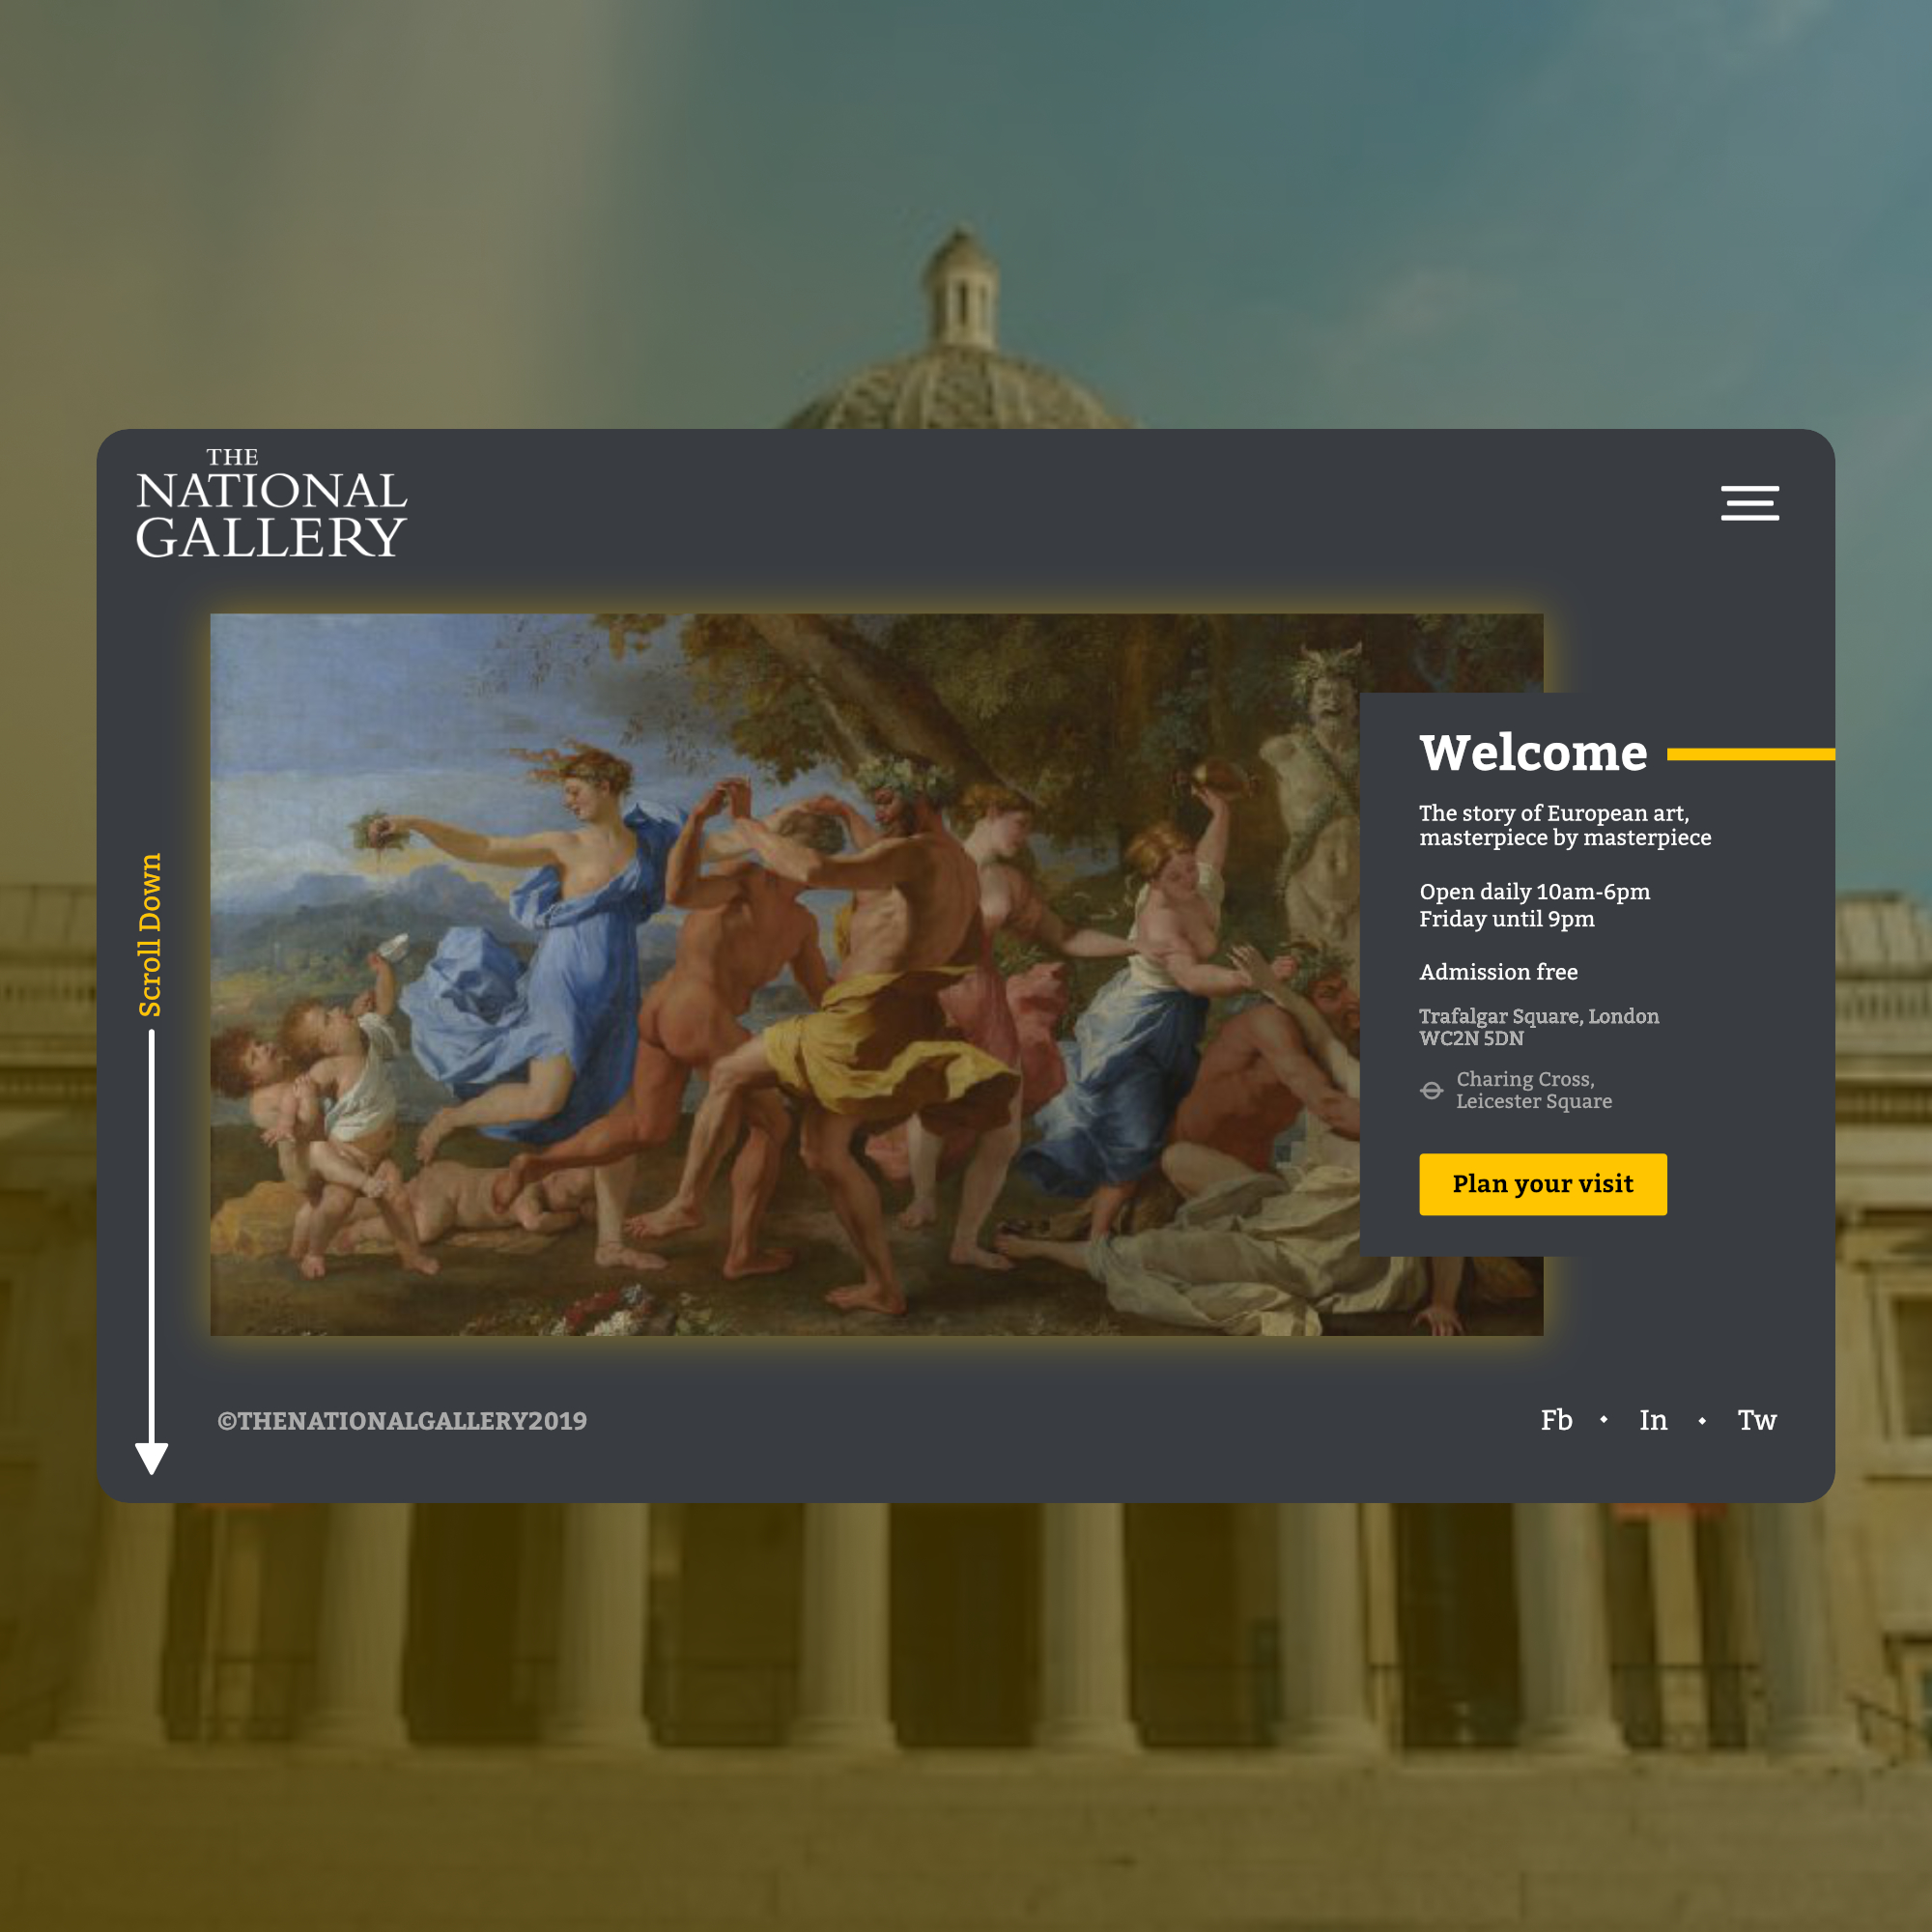 THE
NATIONAL
GALLERY
Welcome
The story of European art,
masterpiece by masterpiece
Open daily 10am-6pm
Friday until 9pm
Admission free
Trafalgar Square, London
WC2N 5DN
Charing Cross,
Leicester Square
Plan your visit
Scroll Down
©THENATIONALGALLERY2019
Fb • In • Tw